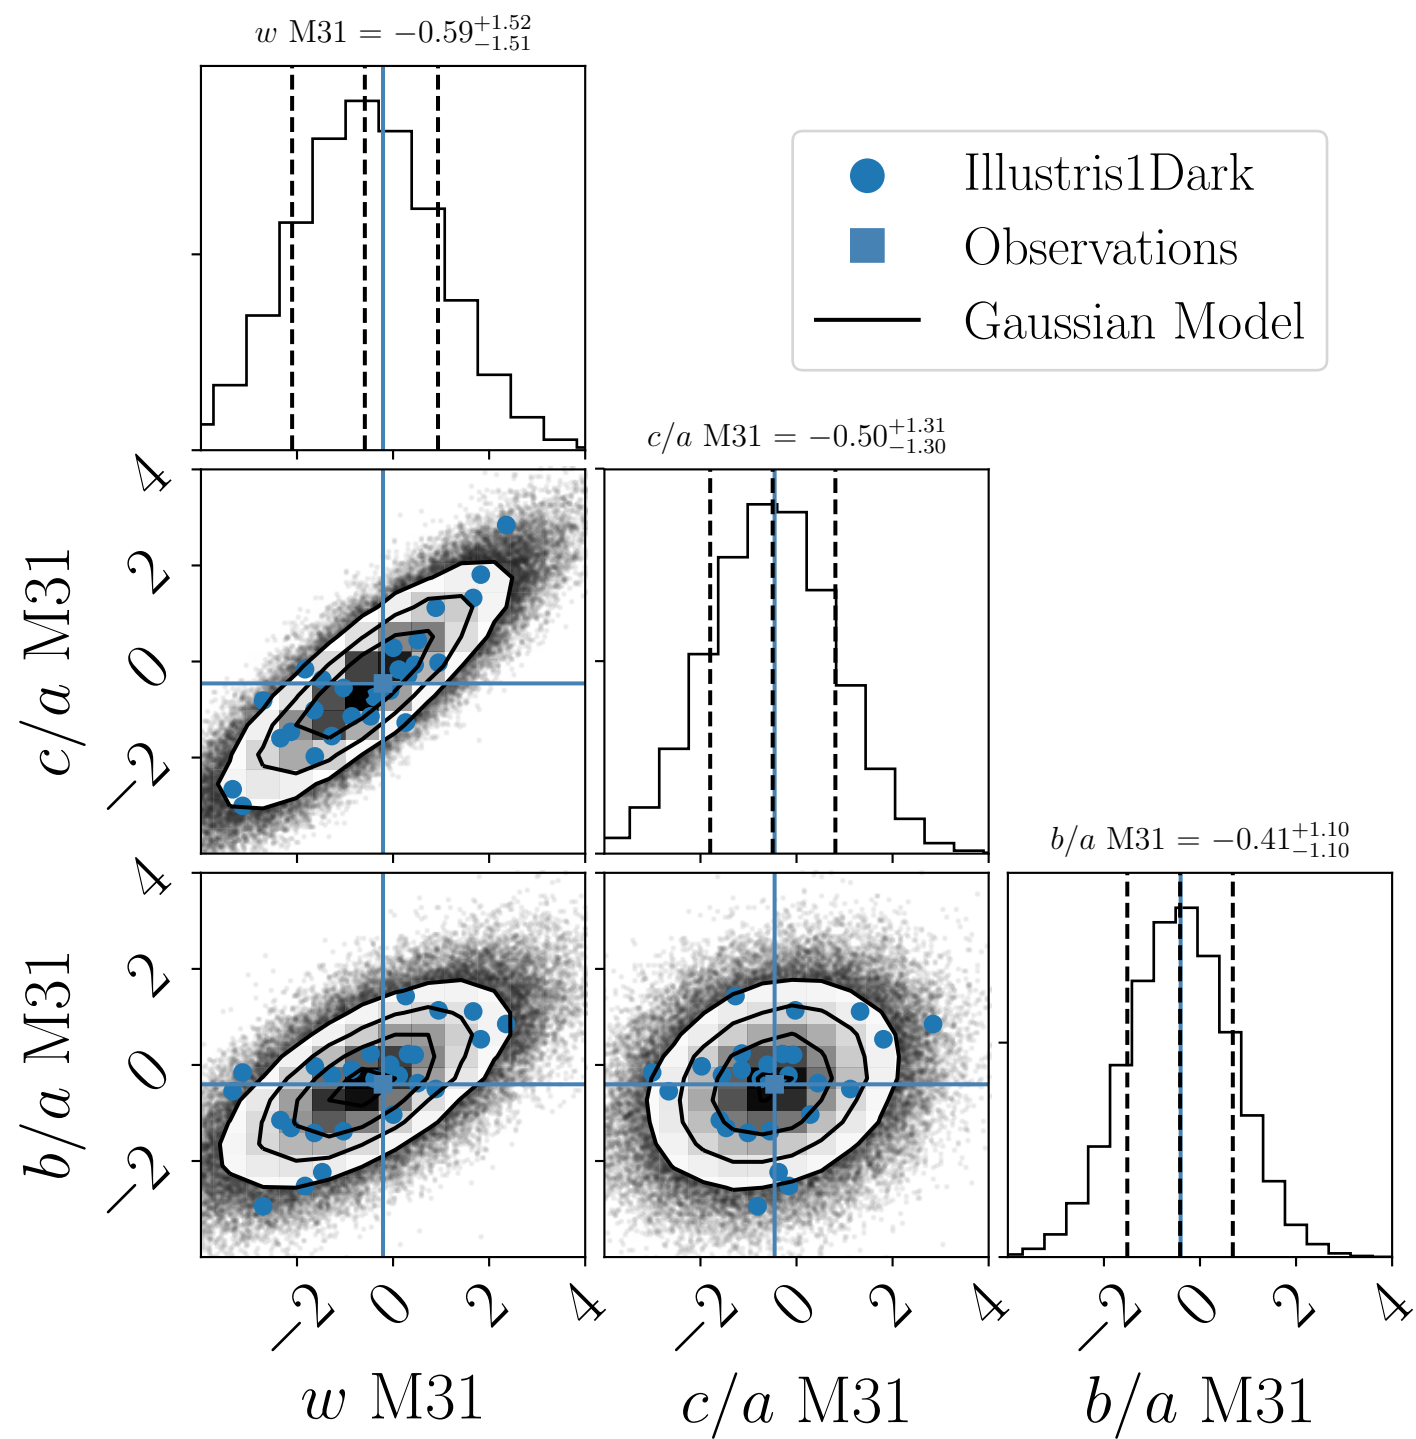 w M31 = −0.59+1.52−1.51
Illustris1Dark
Observations
Gaussian Model
c/a M31 = −0.50+1.31−1.30
4
2
0
−2
c/a M31
b/a M31 = −0.41+1.10−1.10
4
2
0
−2
b/a M31
−2 0 2 4
−2 0 2 4
−2 0 2 4
w M31
c/a M31
b/a M31